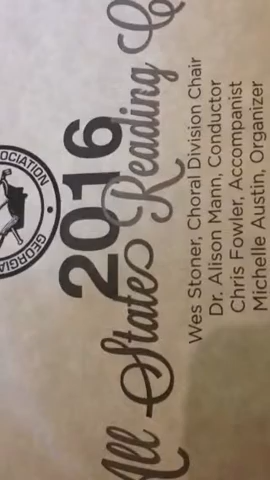 OCIATION • GEORGIA
2016
All State Reading C
Wes Stoner, Choral Division Chair
Dr. Alison Mann, Conductor
Chris Fowler, Accompanist
Michelle Austin, Organizer